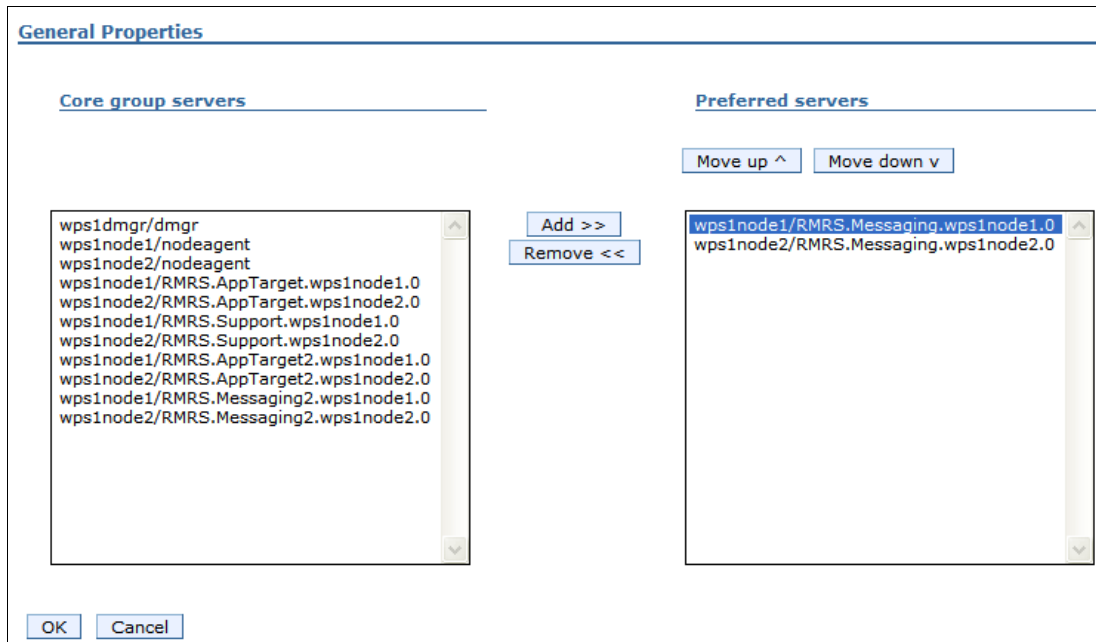 General Properties
Core group servers
Preferred servers
Move up ^
Move down v
wps1dmgr/dmgr
wps1node1/nodeagent
wps1node2/nodeagent
wps1node1/RMRS.AppTarget.wps1node1.0
wps1node2/RMRS.AppTarget.wps1node2.0
wps1node1/RMRS.Support.wps1node1.0
wps1node2/RMRS.Support.wps1node2.0
wps1node1/RMRS.AppTarget2.wps1node1.0
wps1node2/RMRS.AppTarget2.wps1node2.0
wps1node1/RMRS.Messaging2.wps1node1.0
wps1node2/RMRS.Messaging2.wps1node2.0
Add >>
Remove <<
wps1node1/RMRS.Messaging.wps1node1.0
wps1node2/RMRS.Messaging.wps1node2.0
OK
Cancel